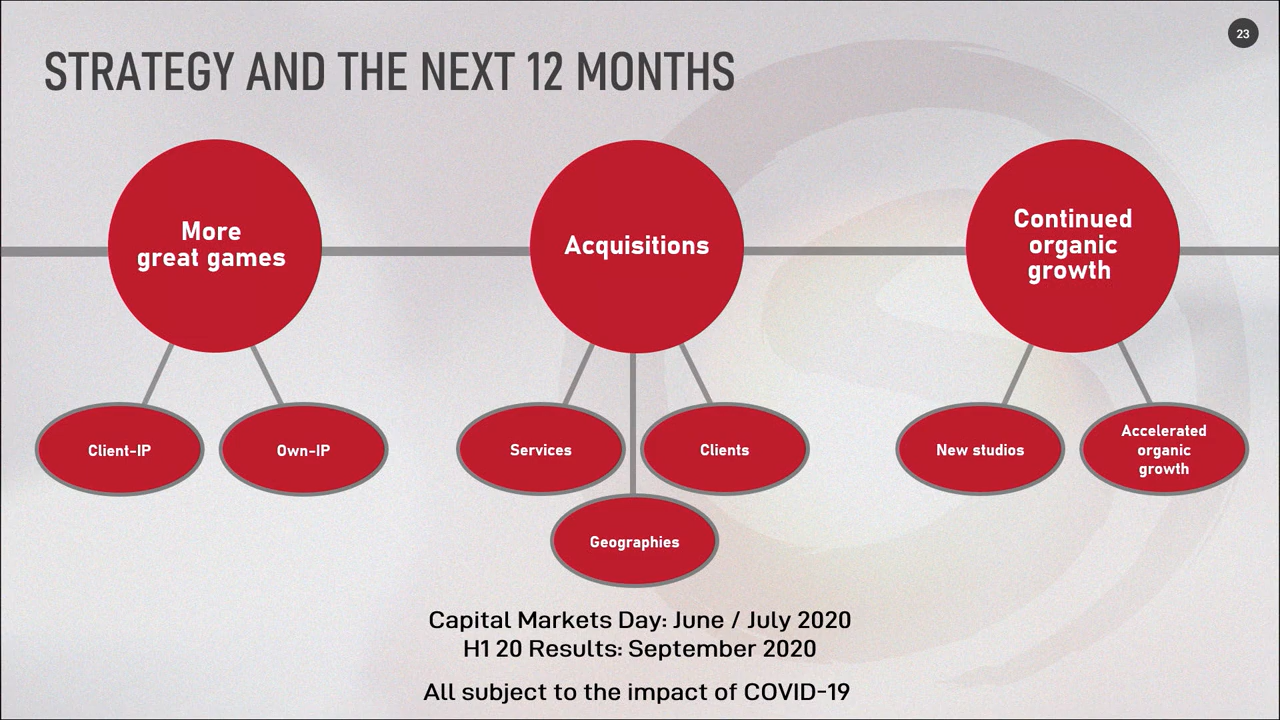 23
STRATEGY AND THE NEXT 12 MONTHS
More
great games
Acquisitions
Continued
organic
growth
Client-IP
Own-IP
Services
Clients
Geographies
New studios
Accelerated
organic
growth
Capital Markets Day: June / July 2020
H1 20 Results: September 2020
All subject to the impact of COVID-19